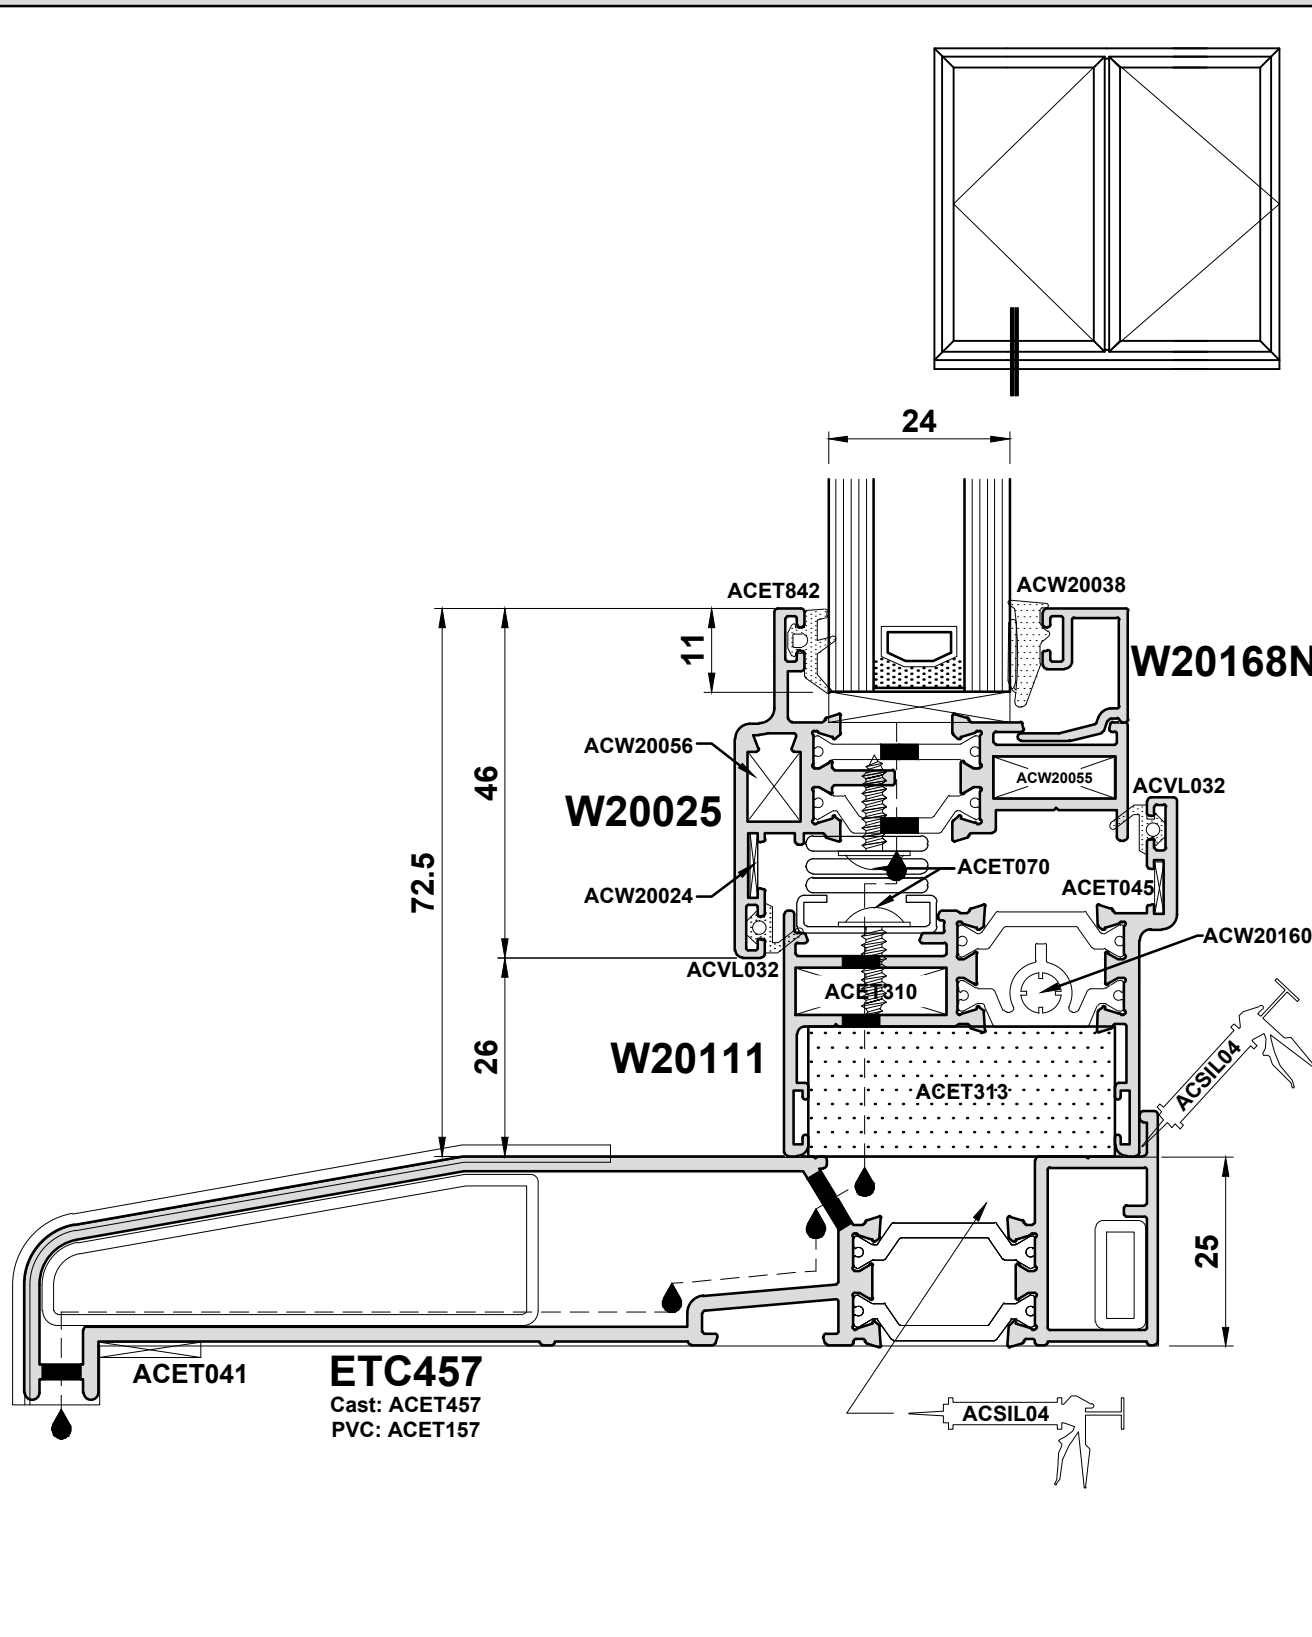 24
ACET842
ACW20038
11
W20168N
ACW20056
46
ACW20055
ACVL032
W20025
72.5
ACET070
ACET045
ACW20024
ACW20160
ACVL032
ACET310
26
W20111
ACSIL04
ACET313
25
ACET041
ETC457
Cast: ACET457
PVC: ACET157
ACSIL04